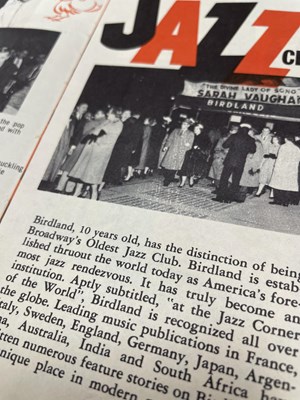 JAZZ
"THE DIVINE LADY OF SONG"
SARAH VAUGHAN
BIRDLAND
the pop
with
uckling
Birdland, 10 years old, has the distinction of being
Broadway's Oldest Jazz Club. Birdland is estab-
lished thruout the world today as America's fore-
most jazz rendezvous. It has truly become an
institution. Aptly subtitled, "at the Jazz Corner
of the World", Birdland is recognized all over
the globe. Leading music publications in France,
Italy, Sweden, England, Germany, Japan, Argen-
Australia, India and South Africa
numerous feature stories on
nique place in modern